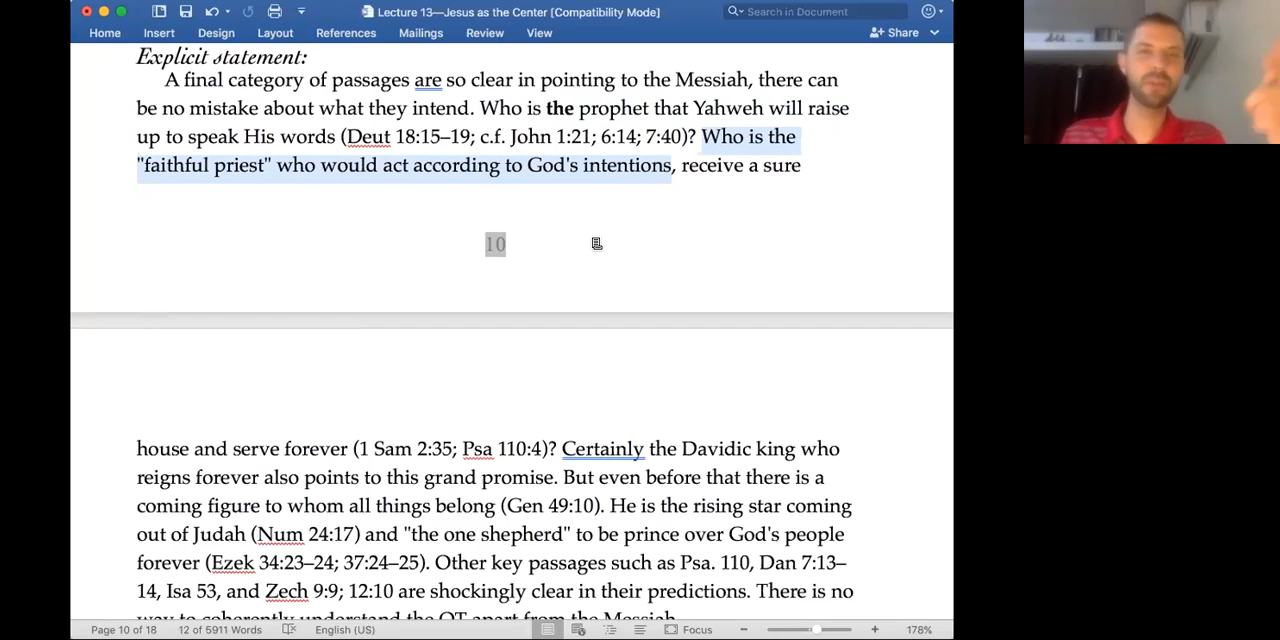 Lecture 13—Jesus as the Center [Compatibility Mode]
Search in Document
Home Insert Design Layout References Mailings Review View Share
Explicit statement:
A final category of passages are so clear in pointing to the Messiah, there can
be no mistake about what they intend. Who is the prophet that Yahweh will raise
up to speak His words (Deut 18:15–19; c.f. John 1:21; 6:14; 7:40)? Who is the
"faithful priest" who would act according to God's intentions, receive a sure
10
house and serve forever (1 Sam 2:35; Psa 110:4)? Certainly the Davidic king who
reigns forever also points to this grand promise. But even before that there is a
coming figure to whom all things belong (Gen 49:10). He is the rising star coming
out of Judah (Num 24:17) and "the one shepherd" to be prince over God's people
forever (Ezek 34:23–24; 37:24–25). Other key passages such as Psa. 110, Dan 7:13–
14, Isa 53, and Zech 9:9; 12:10 are shockingly clear in their predictions. There is no
way to coherently understand the OT apart from the Messiah.
Page 10 of 18 12 of 5911 Words English (US) Focus 178%